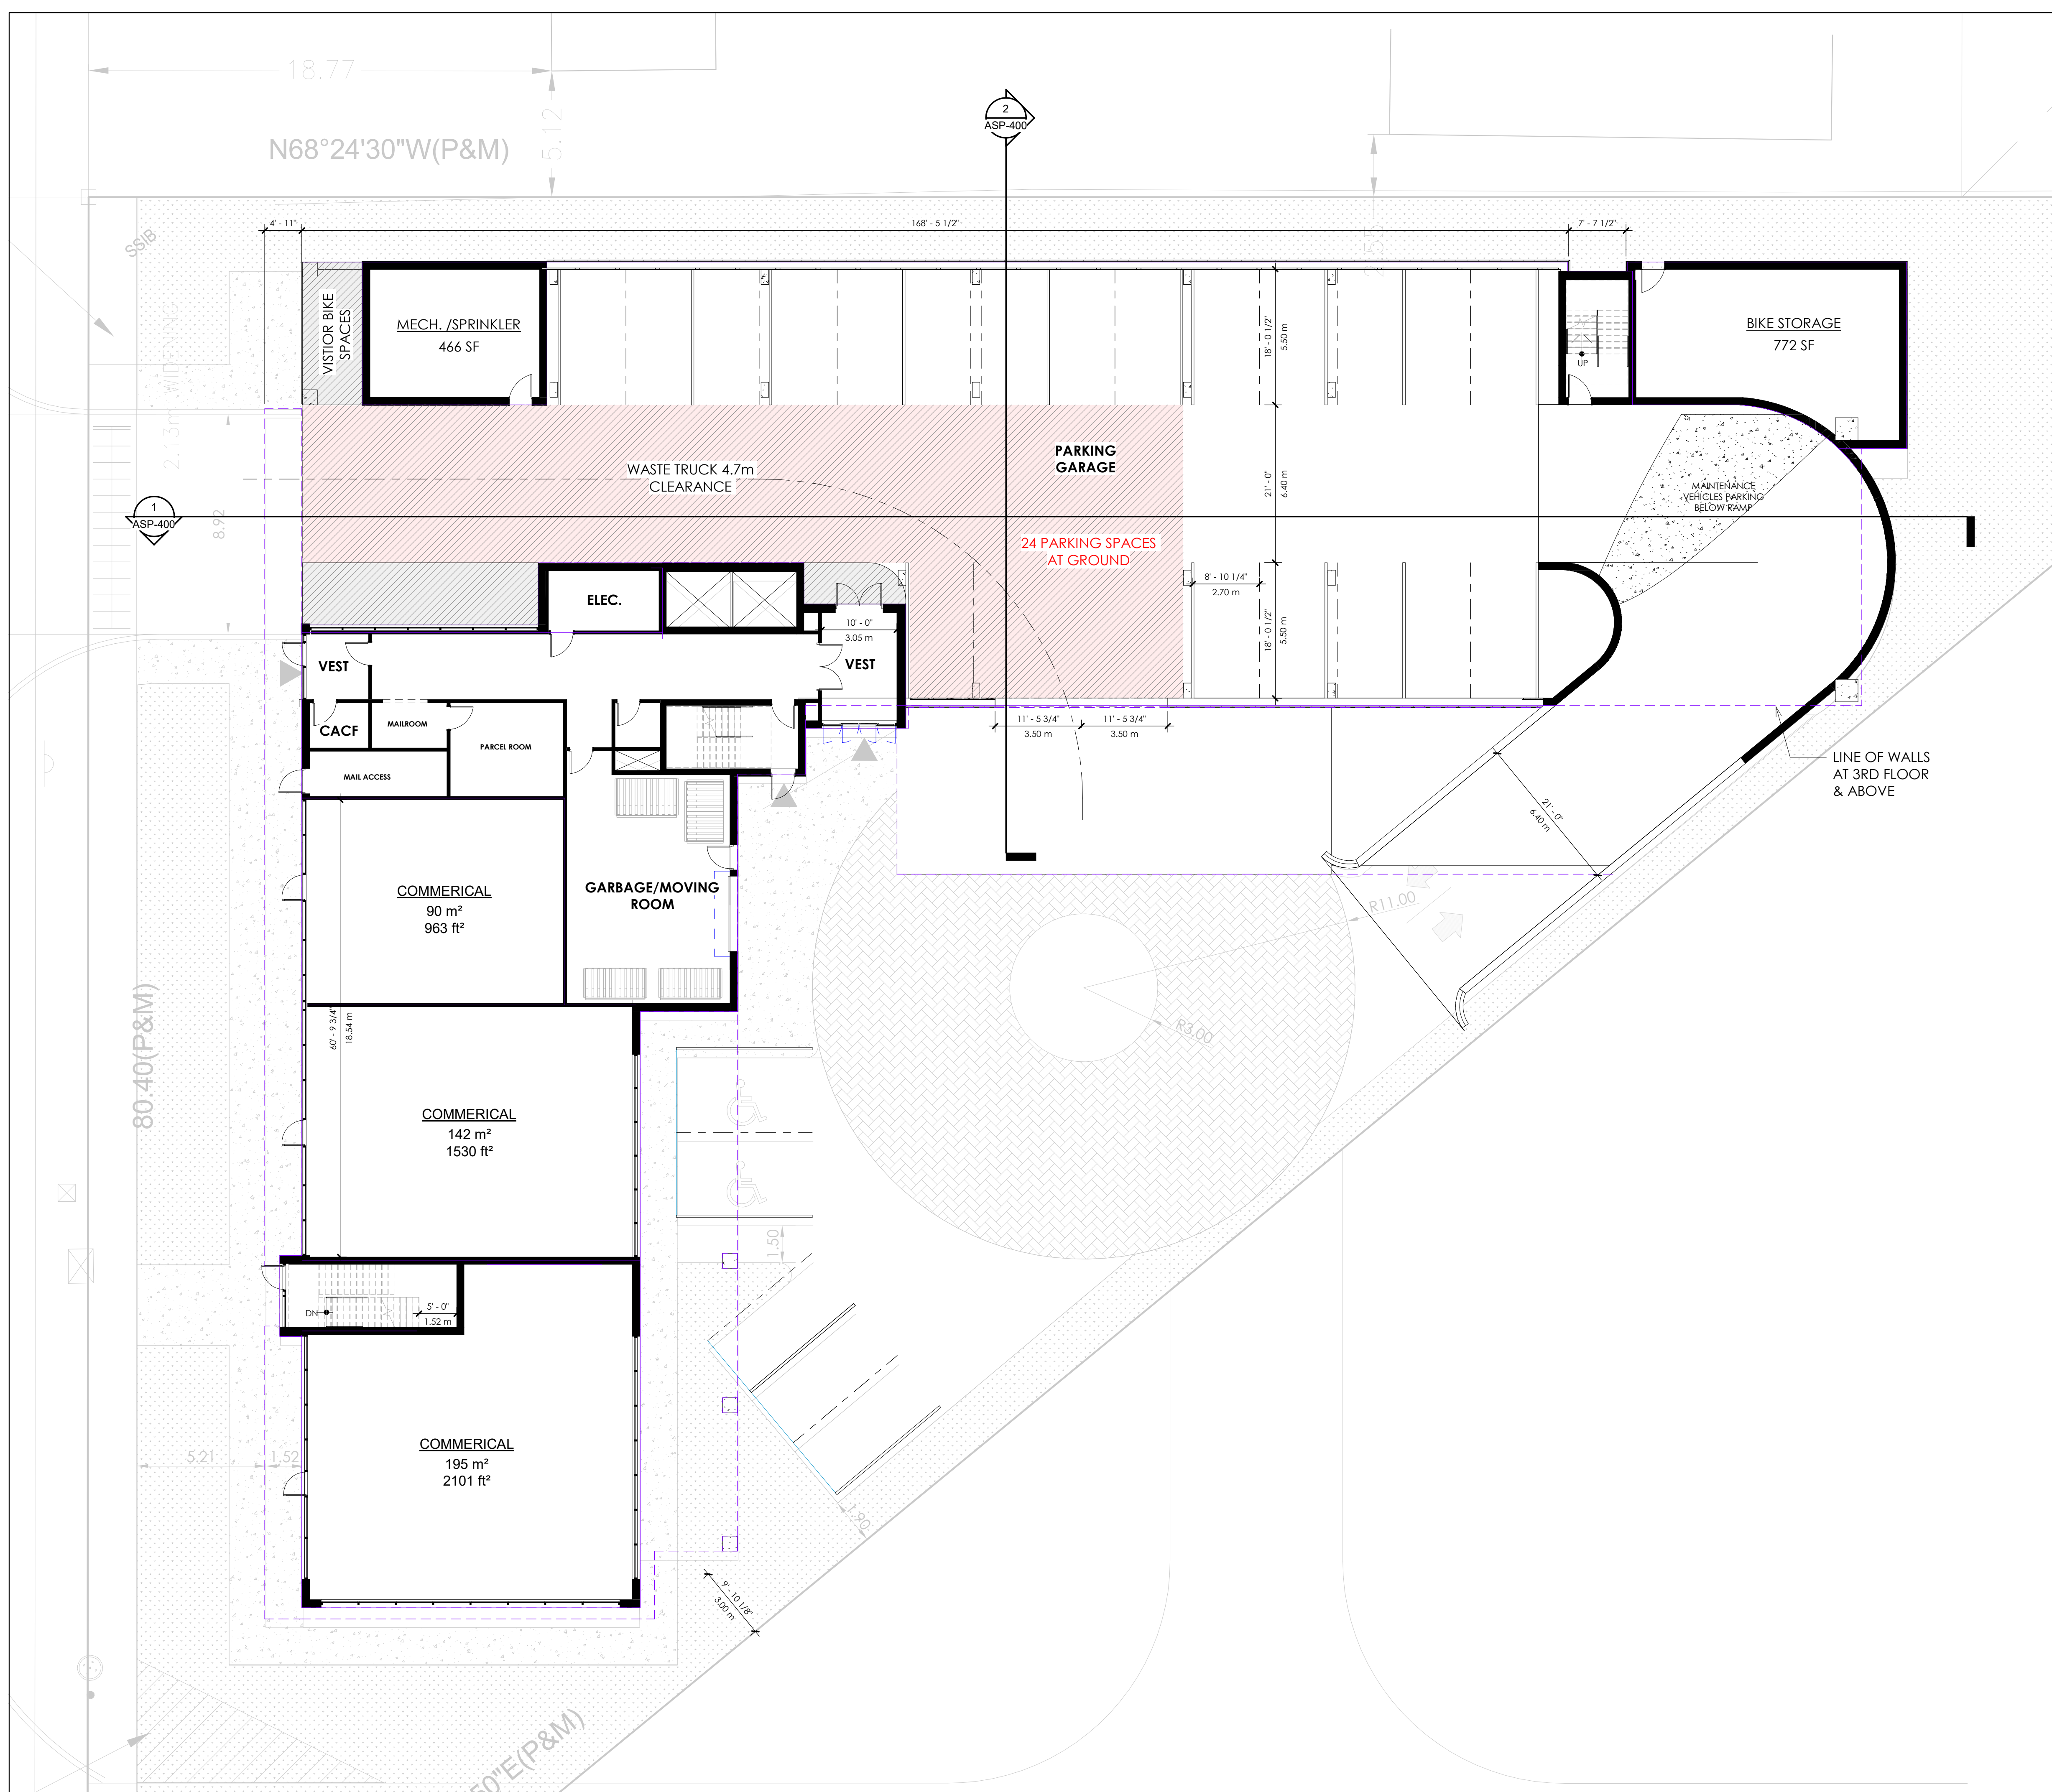 18.77
5.12
N68°24'30"W(P&M)
2
ASP-400
SSIB
4' - 11"
168' - 5 1/2"
7' - 7 1/2"
VISTIOR BIKE
SPACES
MECH. /SPRINKLER
466 SF
18' - 0 1/2"
5.50 m
UP
BIKE STORAGE
772 SF
2.13m WIDENING
8.92
WASTE TRUCK 4.7m
CLEARANCE
PARKING
GARAGE
21' - 0"
6.40 m
MAINTENANCE
VEHICLES PARKING
BELOW RAMP
1
ASP-400
24 PARKING SPACES
AT GROUND
ELEC.
8' - 10 1/4"
2.70 m
18' - 0 1/2"
5.50 m
10' - 0"
3.05 m
VEST
VEST
CACF
MAILROOM
PARCEL ROOM
MAIL ACCESS
11' - 5 3/4"
3.50 m
11' - 5 3/4"
3.50 m
LINE OF WALLS
AT 3RD FLOOR
& ABOVE
21' - 0"
6.40 m
COMMERICAL
90 m²
963 ft²
GARBAGE/MOVING
ROOM
R11.00
R3.00
60' - 9 3/4"
18.54 m
80.40(P&M)
COMMERICAL
142 m²
1530 ft²
1.50
DN
5' - 0"
1.52 m
COMMERICAL
195 m²
2101 ft²
5.21
1.52
1.90
9' - 10 1/8"
3.00 m
50"E(P&M)